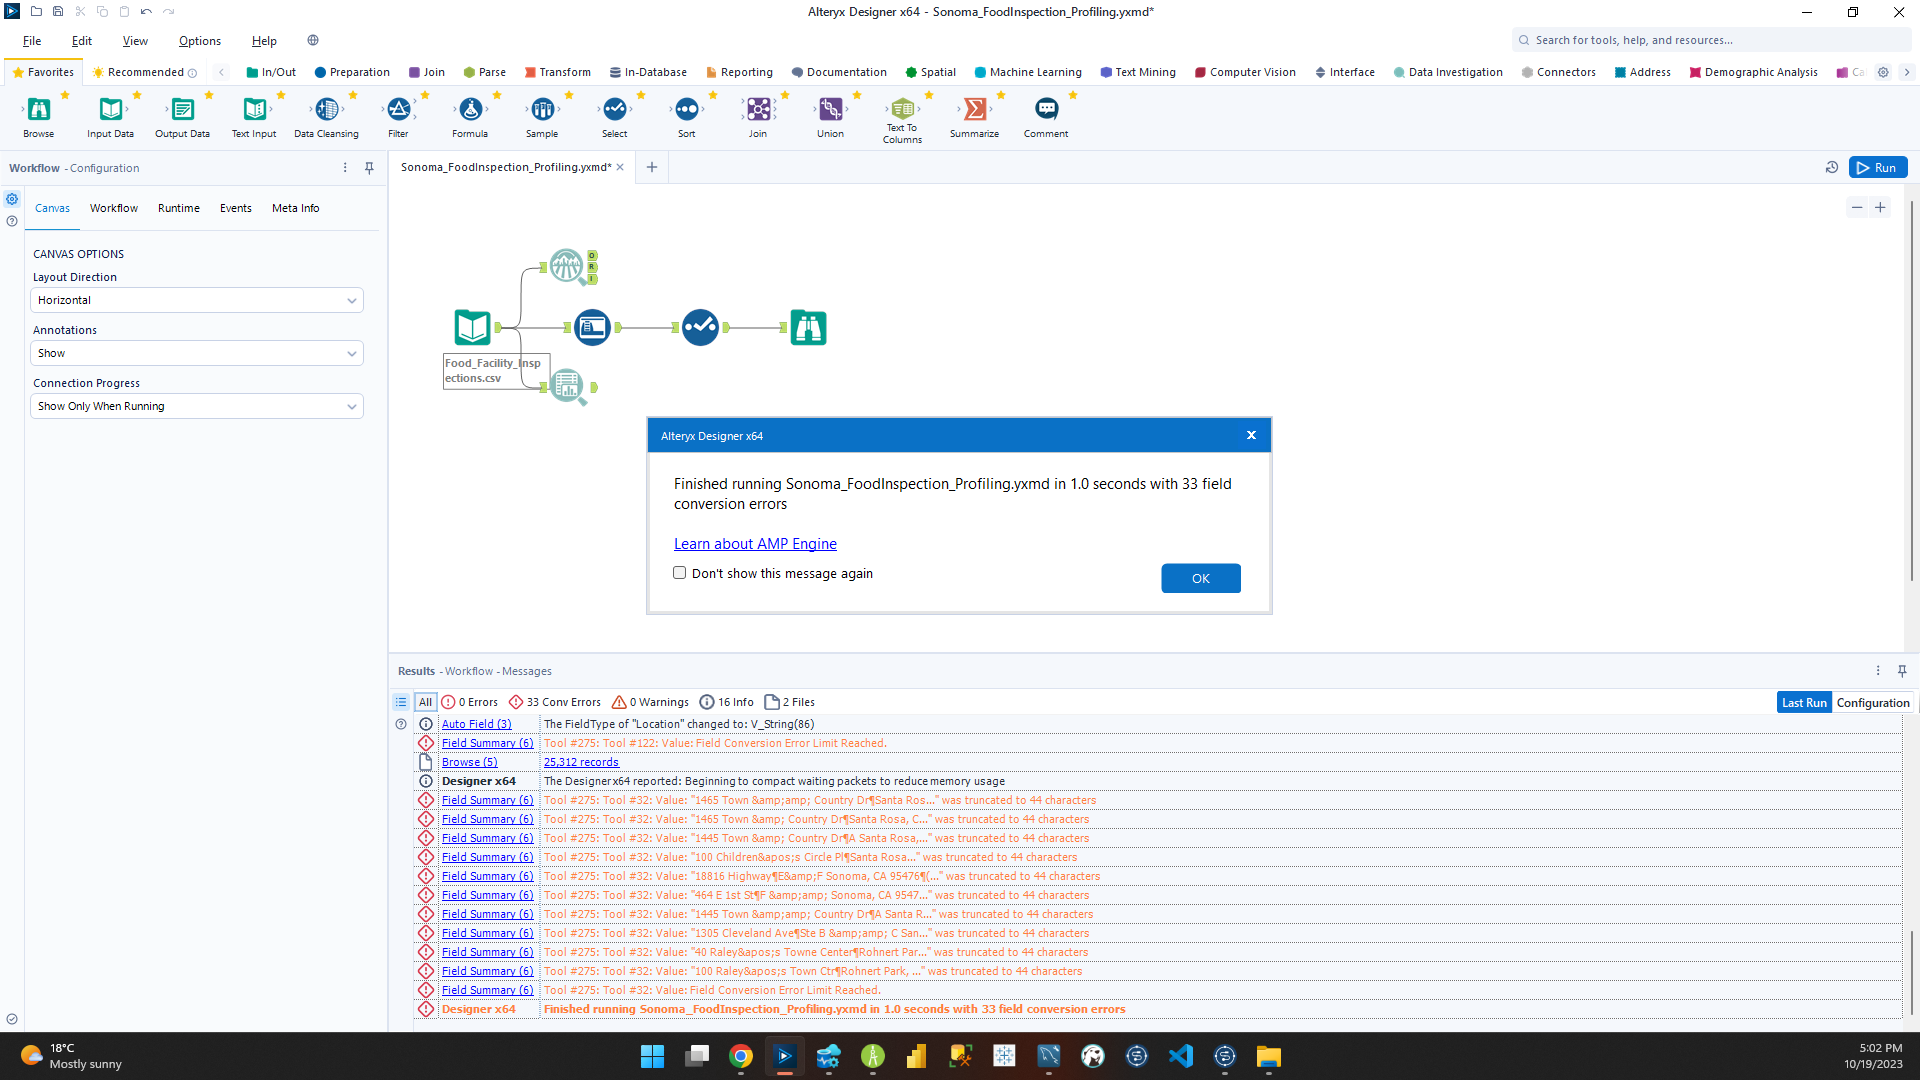 Alteryx Designer x64 - Sonoma_FoodInspection_Profiling.yxmd*
File Edit View Options Help
Search for tools, help, and resources...
Favorites Recommended In/Out Preparation Join Parse Transform In-Database Reporting Documentation Spatial Machine Learning Text Mining Computer Vision Interface Data Investigation Connectors Address Demographic Analysis Ca
Browse Input Data Output Data Text Input Data Cleansing Filter Formula Sample Select Sort Join Union Text To Columns Summarize Comment
Workflow - Configuration
Sonoma_FoodInspection_Profiling.yxmd*
Run
Canvas Workflow Runtime Events Meta Info
CANVAS OPTIONS
Layout Direction
Horizontal
Annotations
Show
Connection Progress
Show Only When Running
D
R
I
Food_Facility_Insp
ections.csv
Alteryx Designer x64
Finished running Sonoma_FoodInspection_Profiling.yxmd in 1.0 seconds with 33 field
conversion errors
Learn about AMP Engine
Don't show this message again
OK
Results - Workflow - Messages
All 0 Errors 33 Conv Errors 0 Warnings 16 Info 2 Files
Last Run Configuration
Auto Field (3) The FieldType of "Location" changed to: V_String(86)
Field Summary (6) Tool #275: Tool #122: Value: Field Conversion Error Limit Reached.
Browse (5) 25,312 records
Designer x64 The Designer x64 reported: Beginning to compact waiting packets to reduce memory usage
Field Summary (6) Tool #275: Tool #32: Value: "1465 Town &amp;amp; Country Dr¶Santa Ros..." was truncated to 44 characters
Field Summary (6) Tool #275: Tool #32: Value: "1465 Town &amp; Country Dr¶Santa Rosa, C..." was truncated to 44 characters
Field Summary (6) Tool #275: Tool #32: Value: "1445 Town &amp; Country Dr¶A Santa Rosa,..." was truncated to 44 characters
Field Summary (6) Tool #275: Tool #32: Value: "100 Children&apos;s Circle Pl¶Santa Rosa..." was truncated to 44 characters
Field Summary (6) Tool #275: Tool #32: Value: "18816 Highway¶E&amp;F Sonoma, CA 95476¶(..." was truncated to 44 characters
Field Summary (6) Tool #275: Tool #32: Value: "464 E 1st St¶F &amp;amp; Sonoma, CA 9547..." was truncated to 44 characters
Field Summary (6) Tool #275: Tool #32: Value: "1445 Town &amp;amp; Country Dr¶A Santa R..." was truncated to 44 characters
Field Summary (6) Tool #275: Tool #32: Value: "1305 Cleveland Ave¶Ste B &amp;amp; C San..." was truncated to 44 characters
Field Summary (6) Tool #275: Tool #32: Value: "40 Raley&apos;s Towne Center¶Rohnert Par..." was truncated to 44 characters
Field Summary (6) Tool #275: Tool #32: Value: "100 Raley&apos;s Town Ctr¶Rohnert Park, ..." was truncated to 44 characters
Field Summary (6) Tool #275: Tool #32: Value: Field Conversion Error Limit Reached.
Designer x64 Finished running Sonoma_FoodInspection_Profiling.yxmd in 1.0 seconds with 33 field conversion errors
18°C
Mostly sunny
5:02 PM
10/19/2023